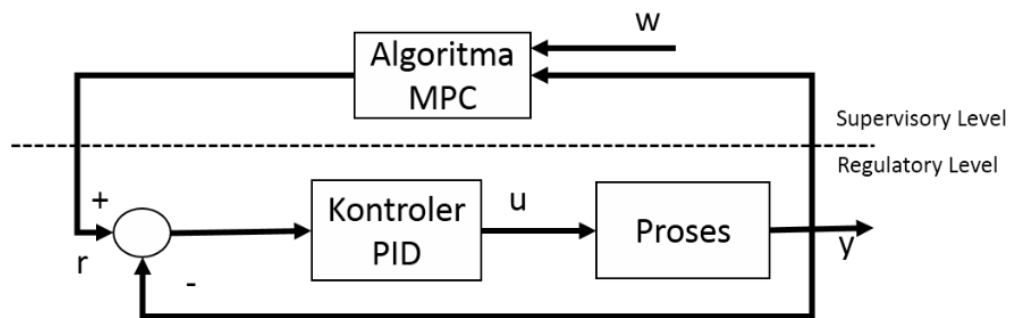 w
Algoritma
MPC
Supervisory Level
Regulatory Level
+
r
-
Kontroler
PID
u
Proses
y